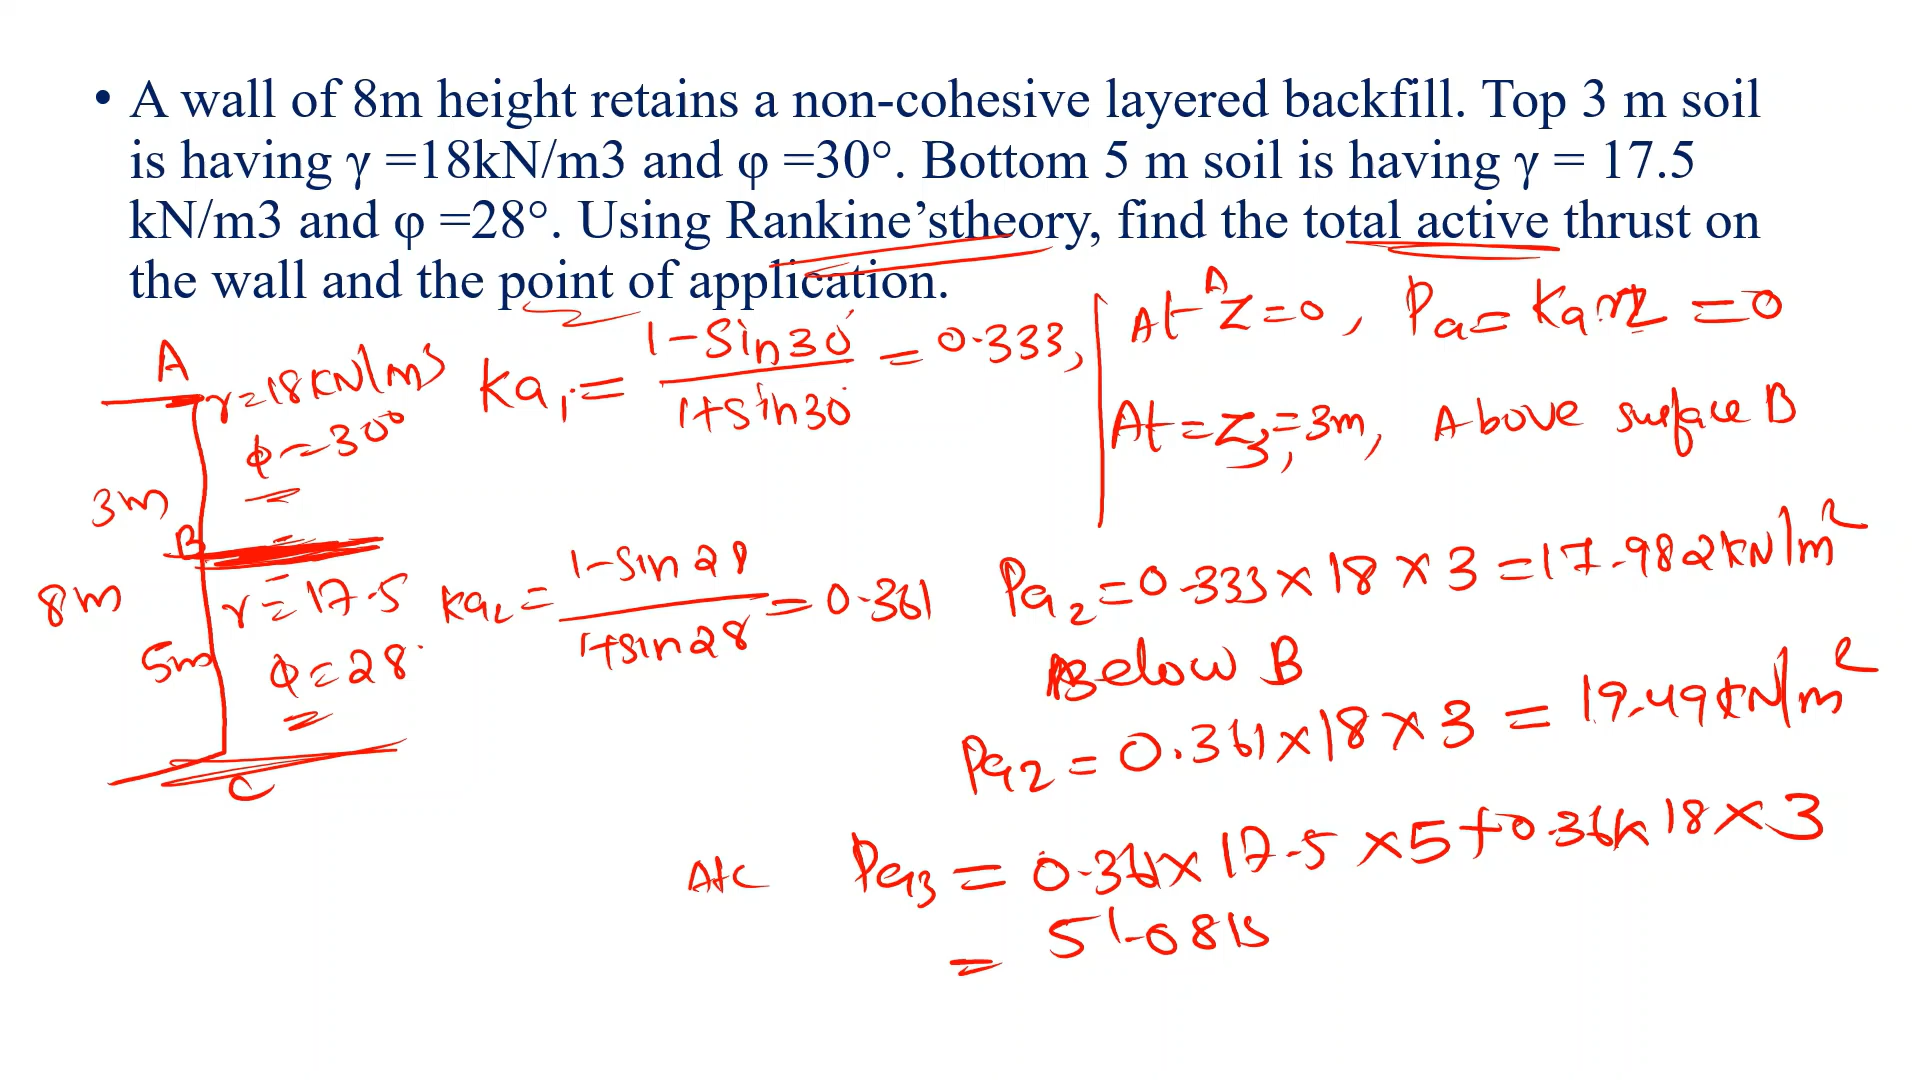 • A wall of 8m height retains a non-cohesive layered backfill. Top 3 m soil
is having γ =18kN/m3 and φ =30°. Bottom 5 m soil is having γ = 17.5
kN/m3 and φ =28°. Using Rankine’stheory, find the total active thrust on
the wall and the point of application.
A
γ=18KN/m3
φ=30°
3m
B
8m
γ=17.5
5m
φ=28
C
Ka1 = (1-Sin30)/(1+Sin30) = 0.333,
Ka2 = (1-Sin28)/(1+Sin28) = 0.361
At A Z=0, Pa = Kaγz = 0
At = Z3,=3m, Above surface B
Pa2 = 0.333 × 18 × 3 = 17.982 kN/m2
Below B
Pa2 = 0.361 × 18 × 3 = 19.49 kN/m2
At C Pa3 = 0.361× 17.5 × 5 + 0.361× 18 × 3
=